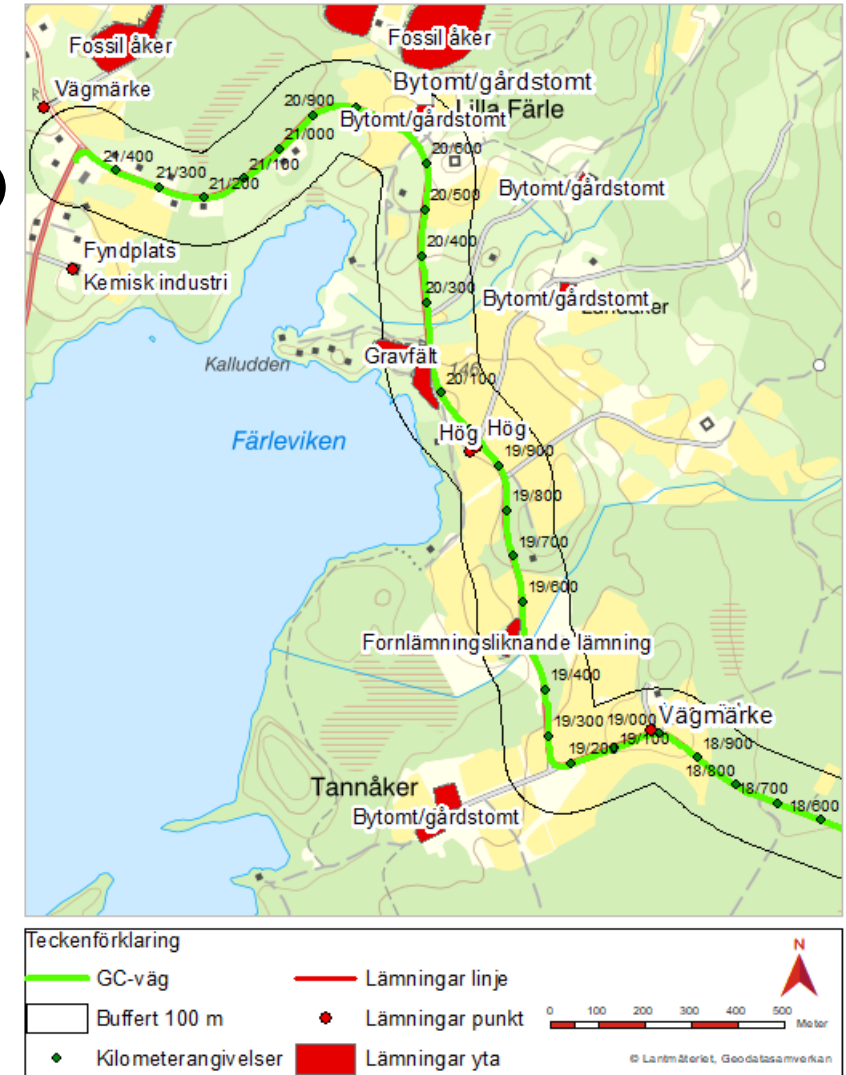 Fossil åker
Fossil åker
Vägmärke
Bytomt/gårdstomt
Lilla Färle
20/900
Bytomt/gårdstomt
21/000
20/600
21/400
21/300
21/200
21/100
20/500
Bytomt/gårdstomt
20/400
Fyndplats
Kemisk industri
20/300
Bytomt/gårdstomt
Gravfält
Kalludden
146
20/100
Färleviken
Hög
Hög
19/900
19/800
19/700
19/600
Fornlämningsliknande lämning
19/400
19/300
19/000
Vägmärke
19/200
19/100
18/900
18/800
18/700
18/600
Tannåker
Bytomt/gårdstomt
Teckenförklaring
GC-väg
Lämningar linje
N
Buffert 100 m
Lämningar punkt
0 100 200 300 400 500
Meter
Kilometerangivelser
Lämningar yta
© Lantmäteriet, Geodatasamverkan